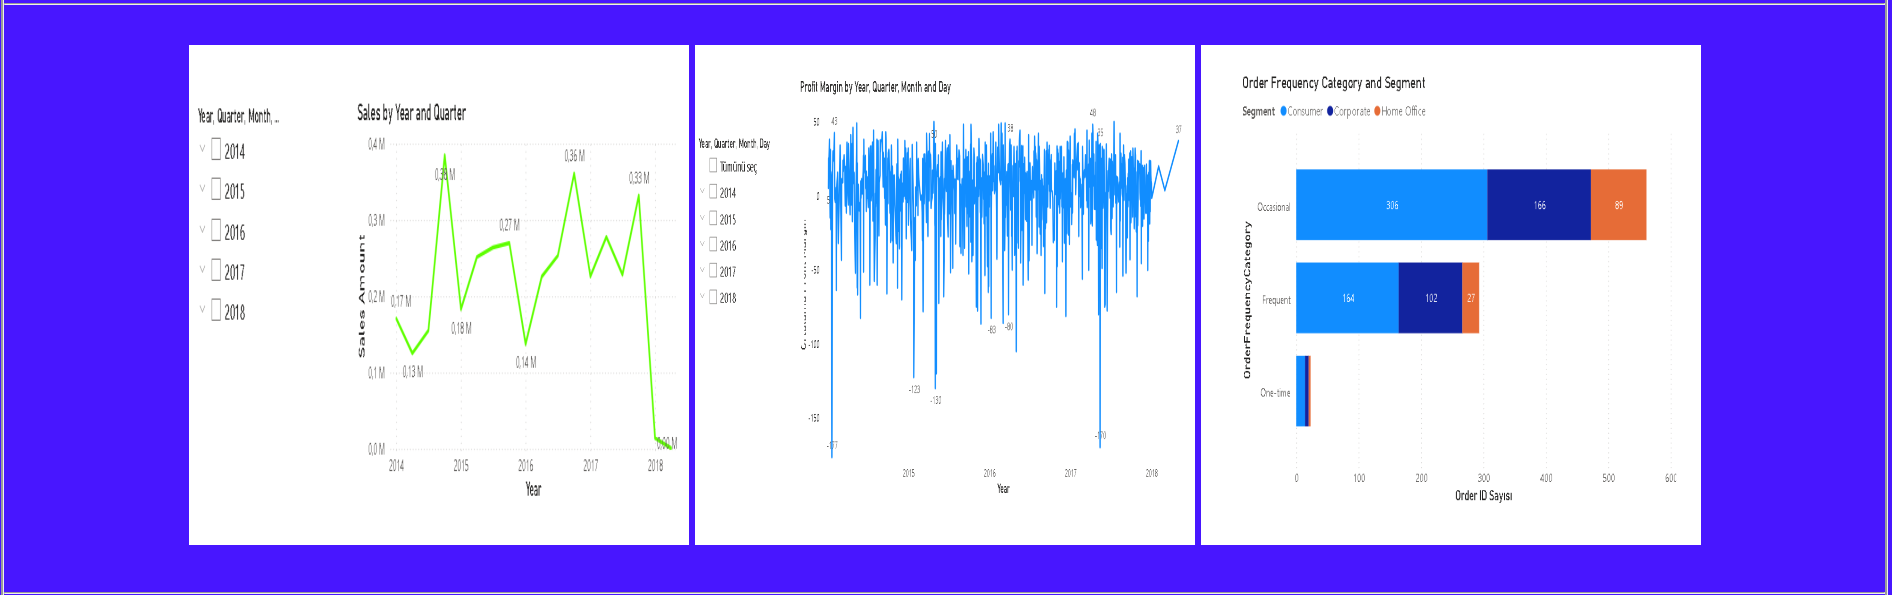 Year, Quarter, Month, ...
2014
2015
2016
2017
2018
Sales by Year and Quarter
Sales Amount
0,4 M
0,3 M
0,2 M
0,1 M
0,0 M
0,17 M
0,13 M
0,38 M
0,18 M
0,27 M
0,14 M
0,36 M
0,33 M
0,00 M
2014
2015
2016
2017
2018
Year
Profit Margin by Year, Quarter, Month and Day
Year, Quarter, Month, Day
Tümünü seç
2014
2015
2016
2017
2018
50
0
-50
-100
-150
43
50
38
48
37
-177
-123
-130
-83
-80
-170
2015
2016
2017
2018
Year
Order Frequency Category and Segment
Segment Consumer Corporate Home Office
OrderFrequencyCategory
Occasional
306 166 89
Frequent
164 102 27
One-time
0 100 200 300 400 500 600
Order ID Sayısı